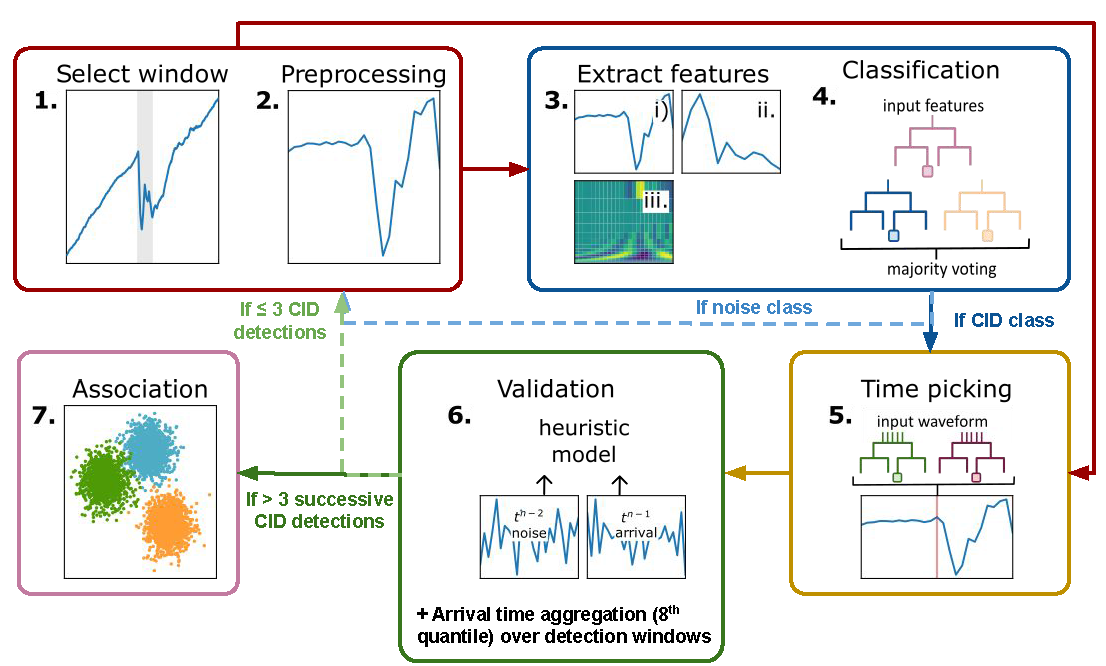 Select window
1.
Preprocessing
2.
Extract features
3.
i)
ii.
iii.
Classification
4.
input features
majority voting
If ≤ 3 CID
detections
If noise class
If CID class
Association
7.
If > 3 successive
CID detections
Validation
6.
heuristic
model
t^{h-2}
noise
t^{n-1}
arrival
+ Arrival time aggregation (8th
quantile) over detection windows
Time picking
5.
input waveform